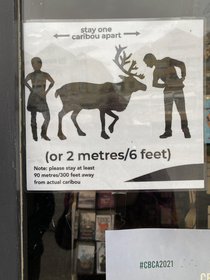 stay one
caribou apart
(or 2 metres/6 feet)
Note: please stay at least
90 metres/300 feet away
from actual caribou
#CBCA2021